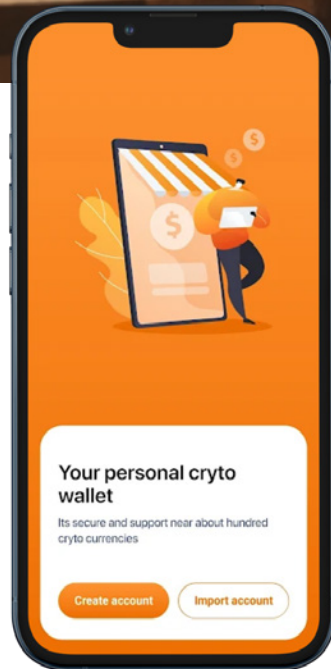 Your personal cryto
wallet
Its secure and support near about hundred
cryto currencies
Create account Import account